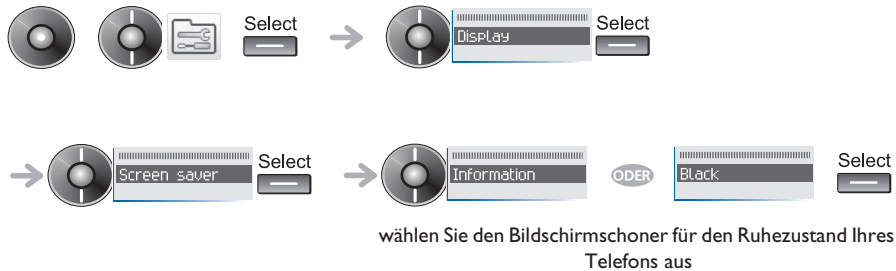 Select
Select
Display
Select
Screen saver
Select
Information
ODER
Black
wählen Sie den Bildschirmschoner für den Ruhezustand Ihres
Telefons aus